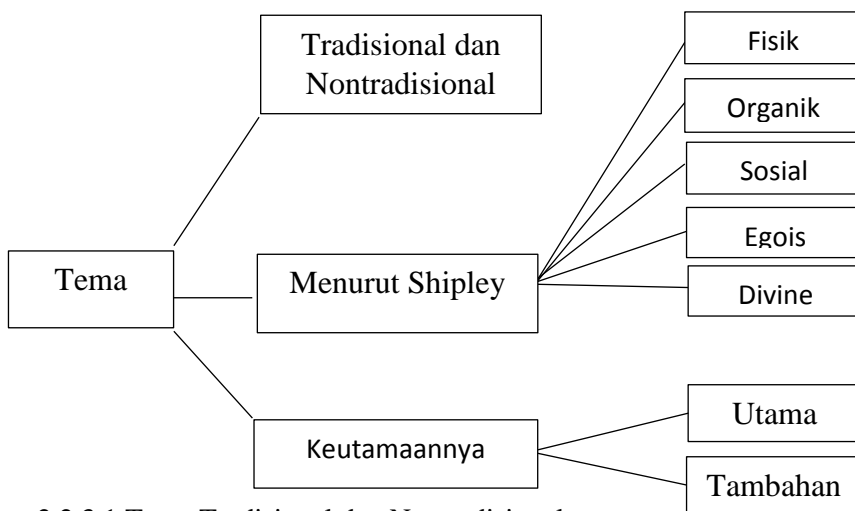 Tradisional dan
Nontradisional
Fisik
Organik
Sosial
Egois
Divine
Tema
Menurut Shipley
Keutamaannya
Utama
Tambahan